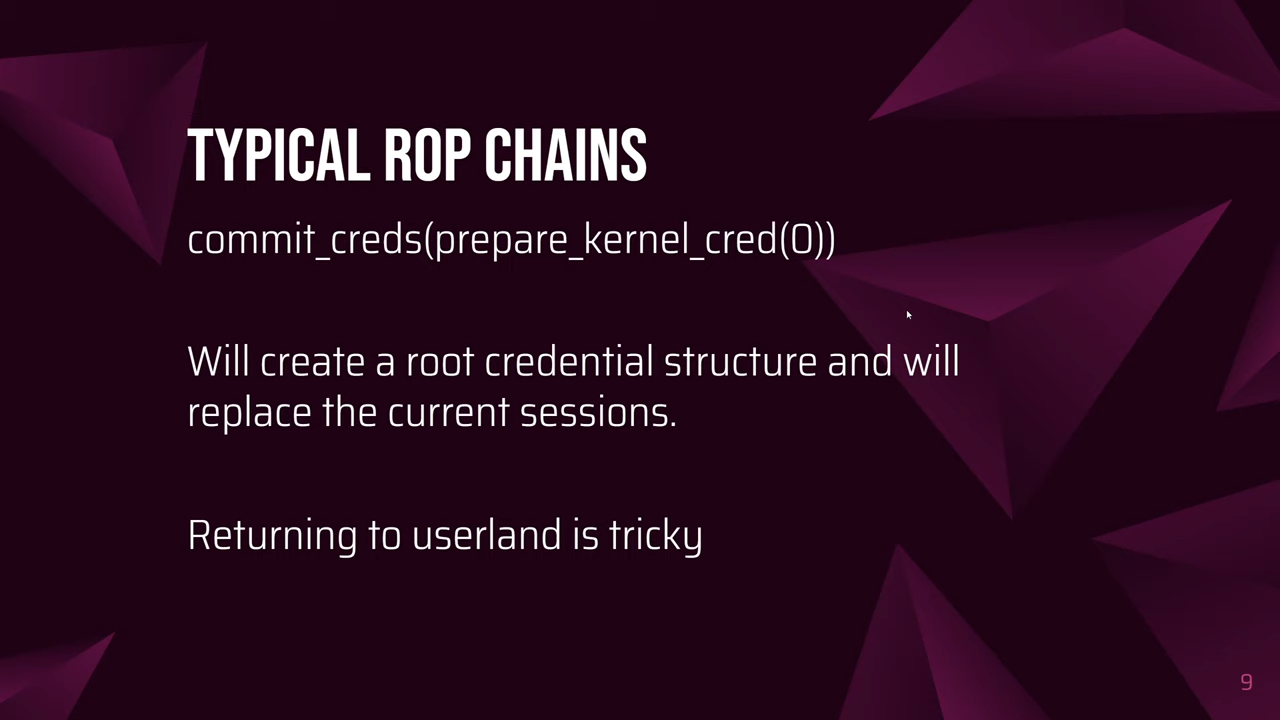 TYPICAL ROP CHAINS
commit_creds(prepare_kernel_cred(0))
Will create a root credential structure and will
replace the current sessions.
Returning to userland is tricky
9